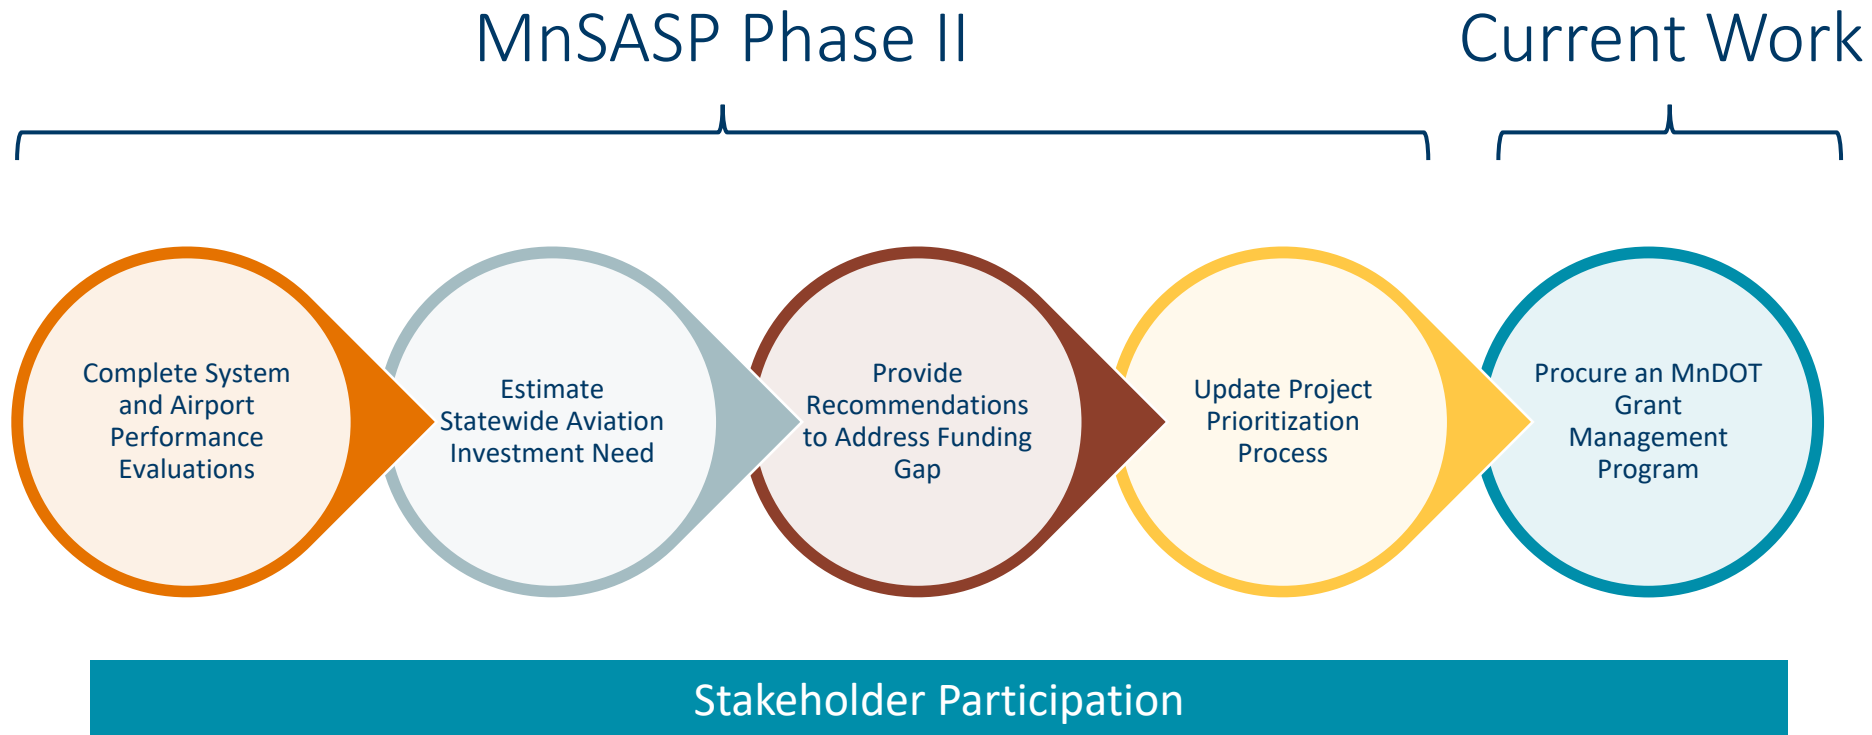 MnSASP Phase II
Current Work
Complete System
and Airport
Performance
Evaluations
Estimate
Statewide Aviation
Investment Need
Provide
Recommendations
to Address Funding
Gap
Update Project
Prioritization
Process
Procure an MnDOT
Grant
Management
Program
Stakeholder Participation